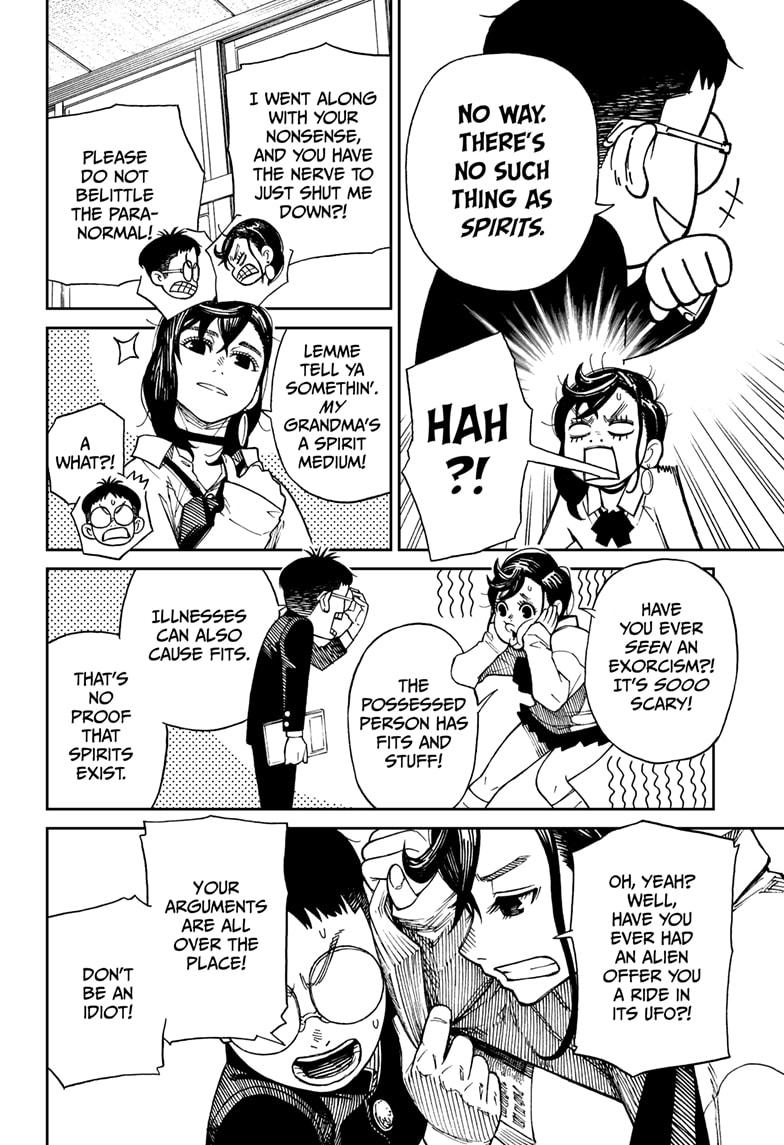 NO WAY.
THERE'S
NO SUCH
THING AS
SPIRITS.
HAH
?!
I WENT ALONG
WITH YOUR
NONSENSE,
AND YOU HAVE
THE NERVE TO
JUST SHUT ME
DOWN?!
PLEASE
DO NOT
BELITTLE
THE PARA-
NORMAL!
LEMME
TELL YA
SOMETHIN'.
MY
GRANDMA'S
A SPIRIT
MEDIUM!
A
WHAT?!
HAVE
YOU EVER
SEEN AN
EXORCISM?!
IT'S SOOO
SCARY!
THE
POSSESSED
PERSON HAS
FITS AND
STUFF!
ILLNESSES
CAN ALSO
CAUSE FITS.
THAT'S
NO
PROOF
THAT
SPIRITS
EXIST.
OH, YEAH?
WELL,
HAVE YOU
EVER HAD
AN ALIEN
OFFER YOU
A RIDE IN
ITS UFO?!
YOUR
ARGUMENTS
ARE ALL
OVER THE
PLACE!
DON'T
BE AN
IDIOT!